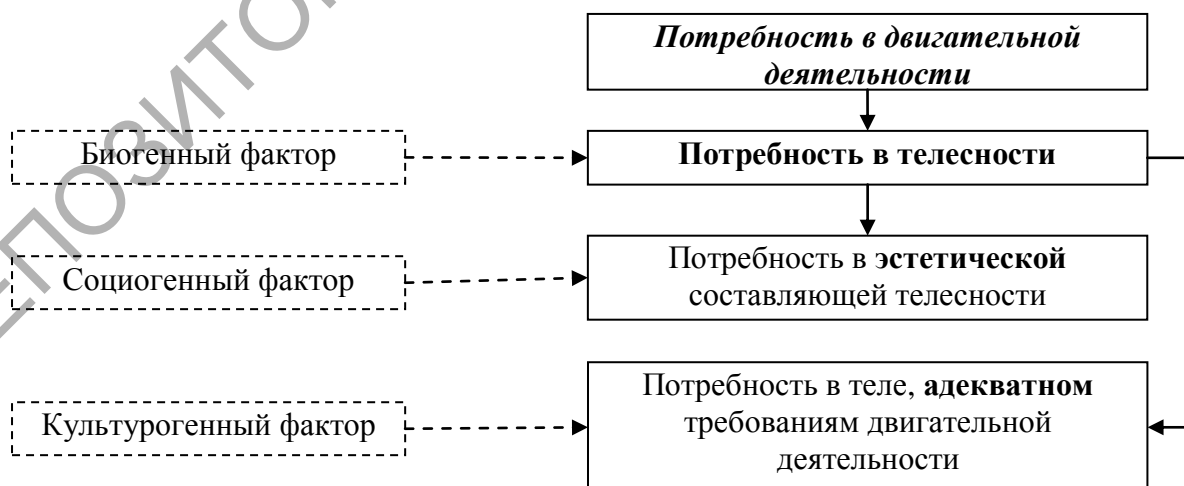 Потребность в двигательной
деятельности
Биогенный фактор
Потребность в телесности
Социогенный фактор
Потребность в эстетической
составляющей телесности
Культурогенный фактор
Потребность в теле, адекватном
требованиям двигательной
деятельности